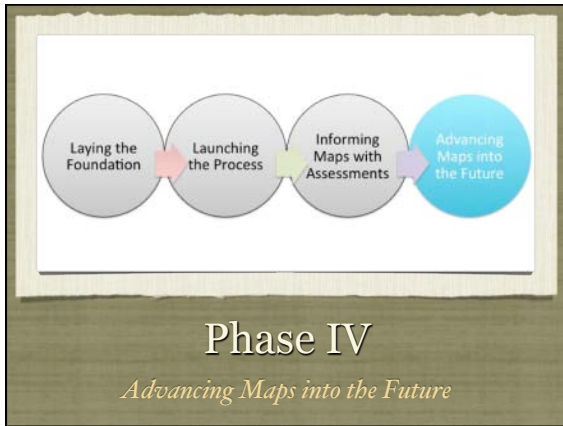 Laying the
Foundation
Launching
the Process
Informing
Maps with
Assessments
Advancing
Maps into
the Future
Phase IV
Advancing Maps into the Future